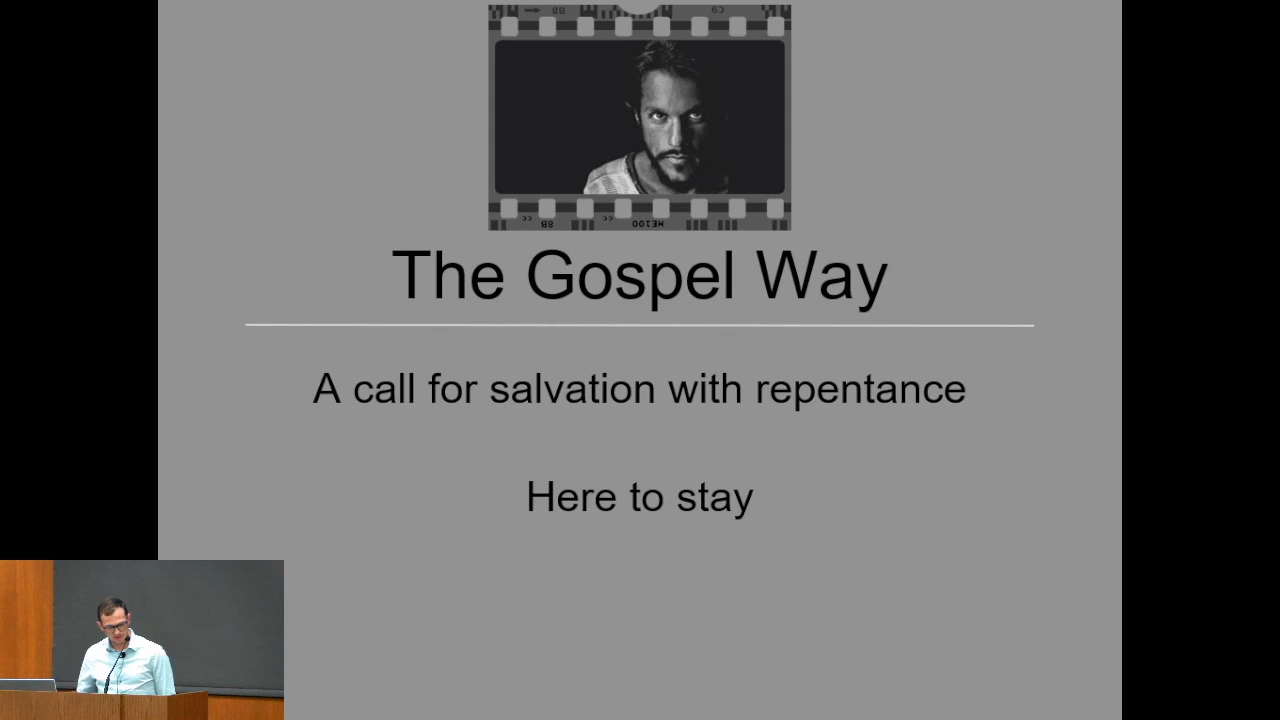 The Gospel Way
A call for salvation with repentance
Here to stay